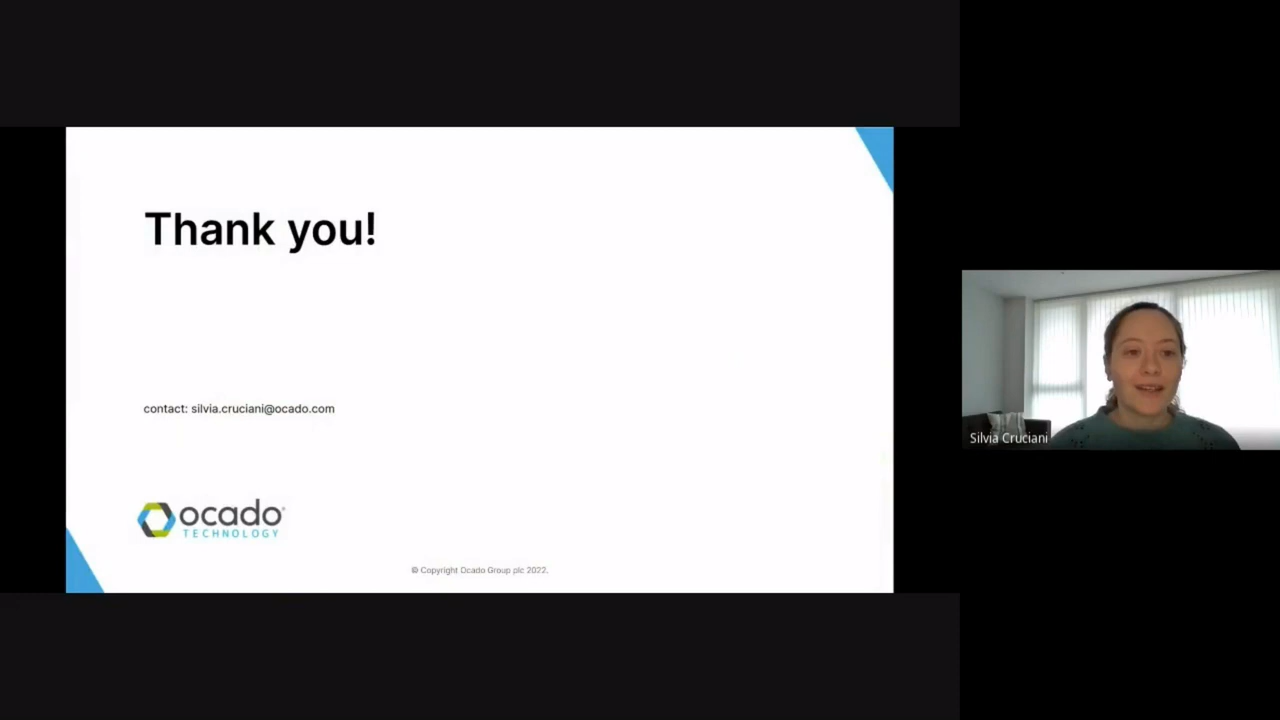 Thank you!
contact: silvia.cruciani@ocado.com
ocado
TECHNOLOGY
© Copyright Ocado Group plc 2022.
Silvia Cruciani